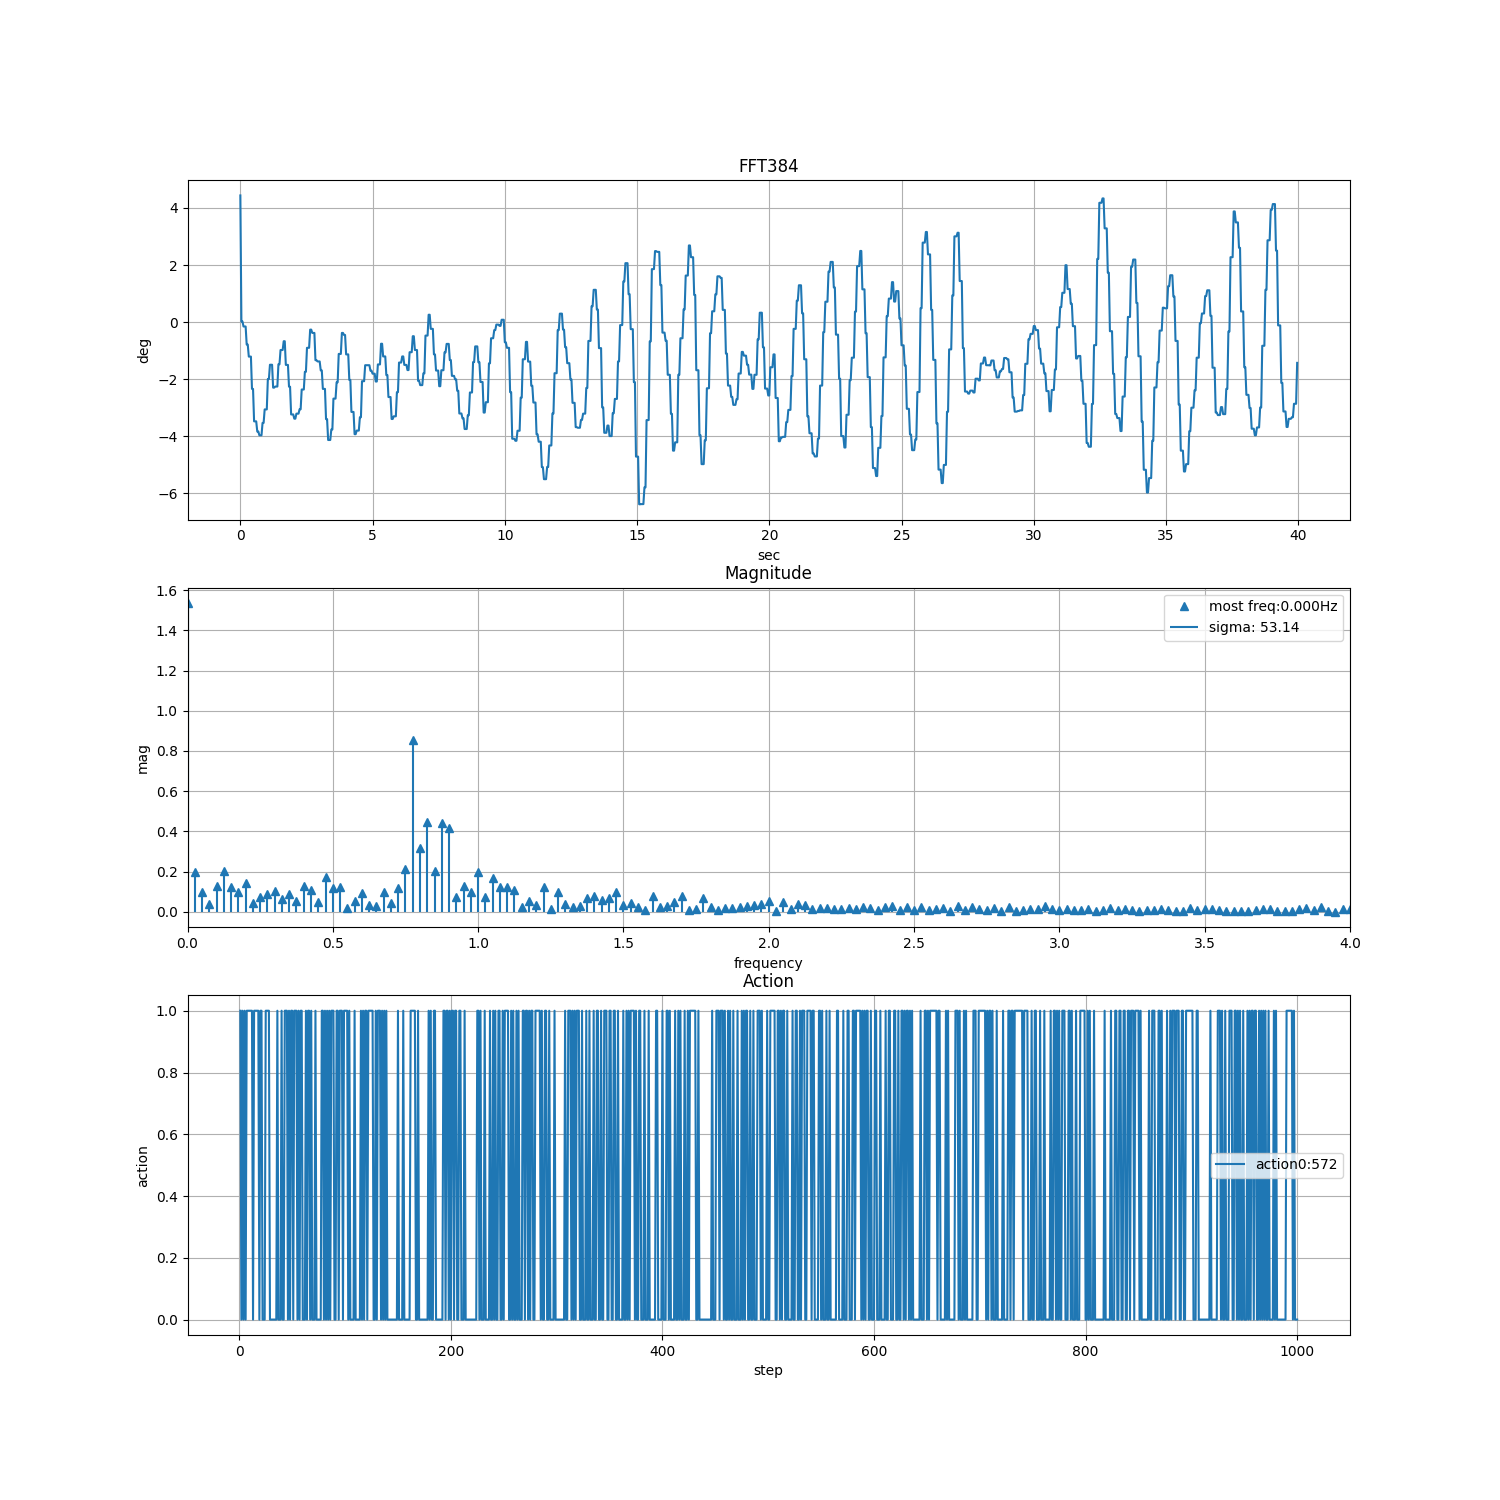 FFT384
4
2
0
−2
−4
−6
deg
0 5 10 15 20 25 30 35 40
sec
Magnitude
1.6
1.4
1.2
1.0
0.8
0.6
0.4
0.2
0.0
mag
most freq:0.000Hz
sigma: 53.14
0.0 0.5 1.0 1.5 2.0 2.5 3.0 3.5 4.0
frequency
Action
1.0
0.8
0.6
0.4
0.2
0.0
action
action0:572
0 200 400 600 800 1000
step